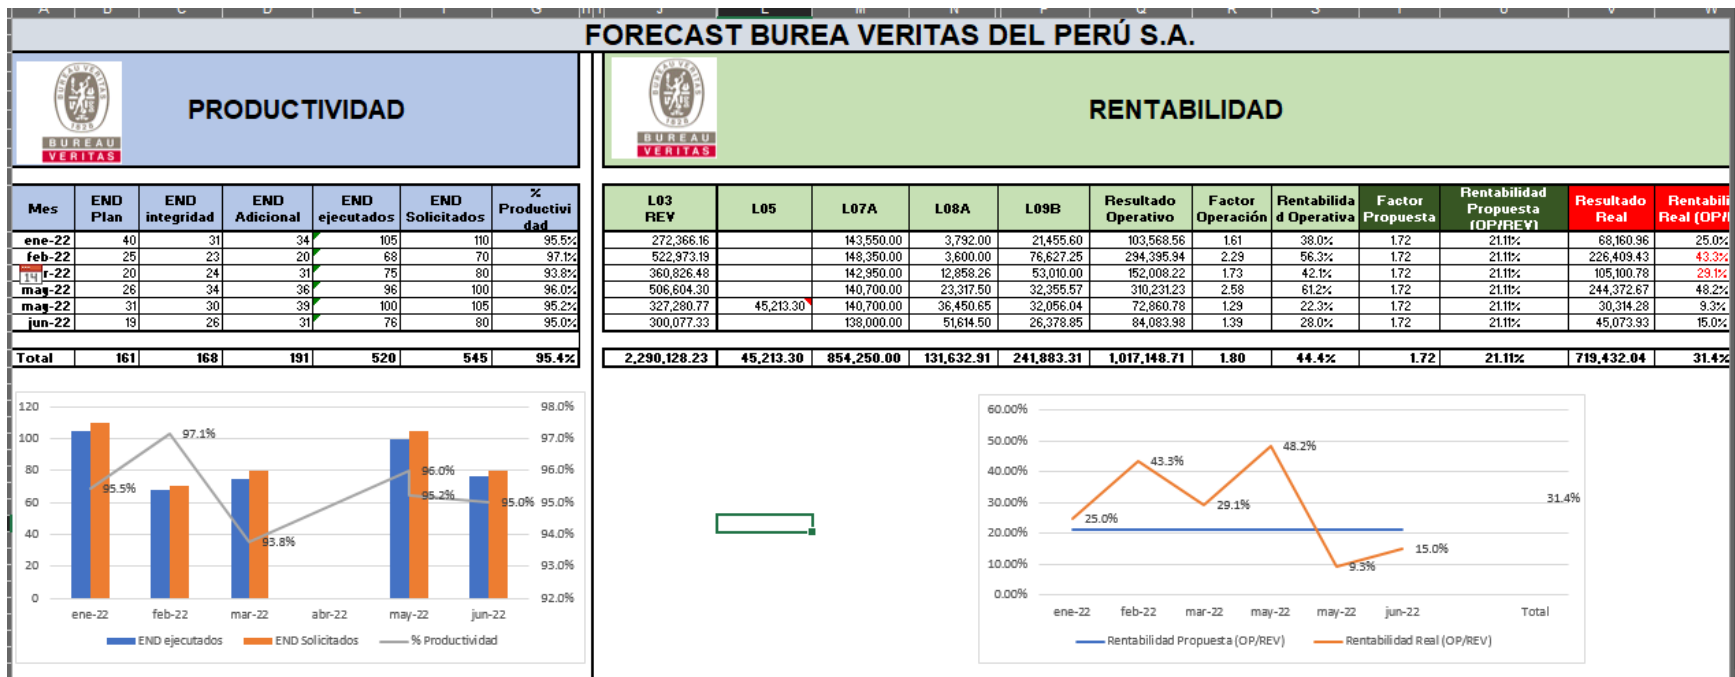 FORECAST BUREA VERITAS DEL PERÚ S.A.
BUREAU VERITAS
1828
BUREAU
VERITAS
PRODUCTIVIDAD
BUREAU VERITAS
1828
BUREAU
VERITAS
RENTABILIDAD
Mes END Plan END integridad END Adicional END ejecutados END Solicitados % Productividad
ene-22 40 31 34 105 110 95.5%
feb-22 25 23 20 68 70 97.1%
14 r-22 20 24 31 75 80 93.8%
may-22 26 34 36 96 100 96.0%
may-22 31 30 39 100 105 95.2%
jun-22 19 26 31 76 80 95.0%
Total 161 168 191 520 545 95.4%
L03 REV L05 L07A L08A L09B Resultado Operativo Factor Operación Rentabilidad Operativa Factor Propuesta Rentabilidad Propuesta (OP/REV) Resultado Real Rentabili Real (OP/
272,366.16 143,550.00 3,792.00 21,455.60 103,568.56 1.61 38.0% 1.72 21.11% 68,160.96 25.0%
522,973.19 148,350.00 3,600.00 76,627.25 294,395.94 2.29 56.3% 1.72 21.11% 226,409.43 43.3%
360,826.48 142,950.00 12,858.26 53,010.00 152,008.22 1.73 42.1% 1.72 21.11% 105,100.78 29.1%
506,604.30 140,700.00 23,317.50 32,355.57 310,231.23 2.58 61.2% 1.72 21.11% 244,372.67 48.2%
327,280.77 45,213.30 140,700.00 36,450.65 32,056.04 72,860.78 1.29 22.3% 1.72 21.11% 30,314.28 9.3%
300,077.33 138,000.00 51,614.50 26,378.85 84,083.98 1.39 28.0% 1.72 21.11% 45,073.93 15.0%
2,290,128.23 45,213.30 854,250.00 131,632.91 241,883.31 1,017,148.71 1.80 44.4% 1.72 21.11% 719,432.04 31.4%
120 98.0%
100 97.0%
80 96.0%
60 95.0%
40 94.0%
20 93.0%
0 92.0%
95.5% 97.1% 93.8% 96.0% 95.2% 95.0%
ene-22 feb-22 mar-22 abr-22 may-22 jun-22
END ejecutados END Solicitados % Productividad
60.00%
50.00%
40.00%
30.00%
20.00%
10.00%
0.00%
25.0% 43.3% 29.1% 48.2% 9.3% 15.0% 31.4%
ene-22 feb-22 mar-22 may-22 may-22 jun-22 Total
Rentabilidad Propuesta (OP/REV) Rentabilidad Real (OP/REV)